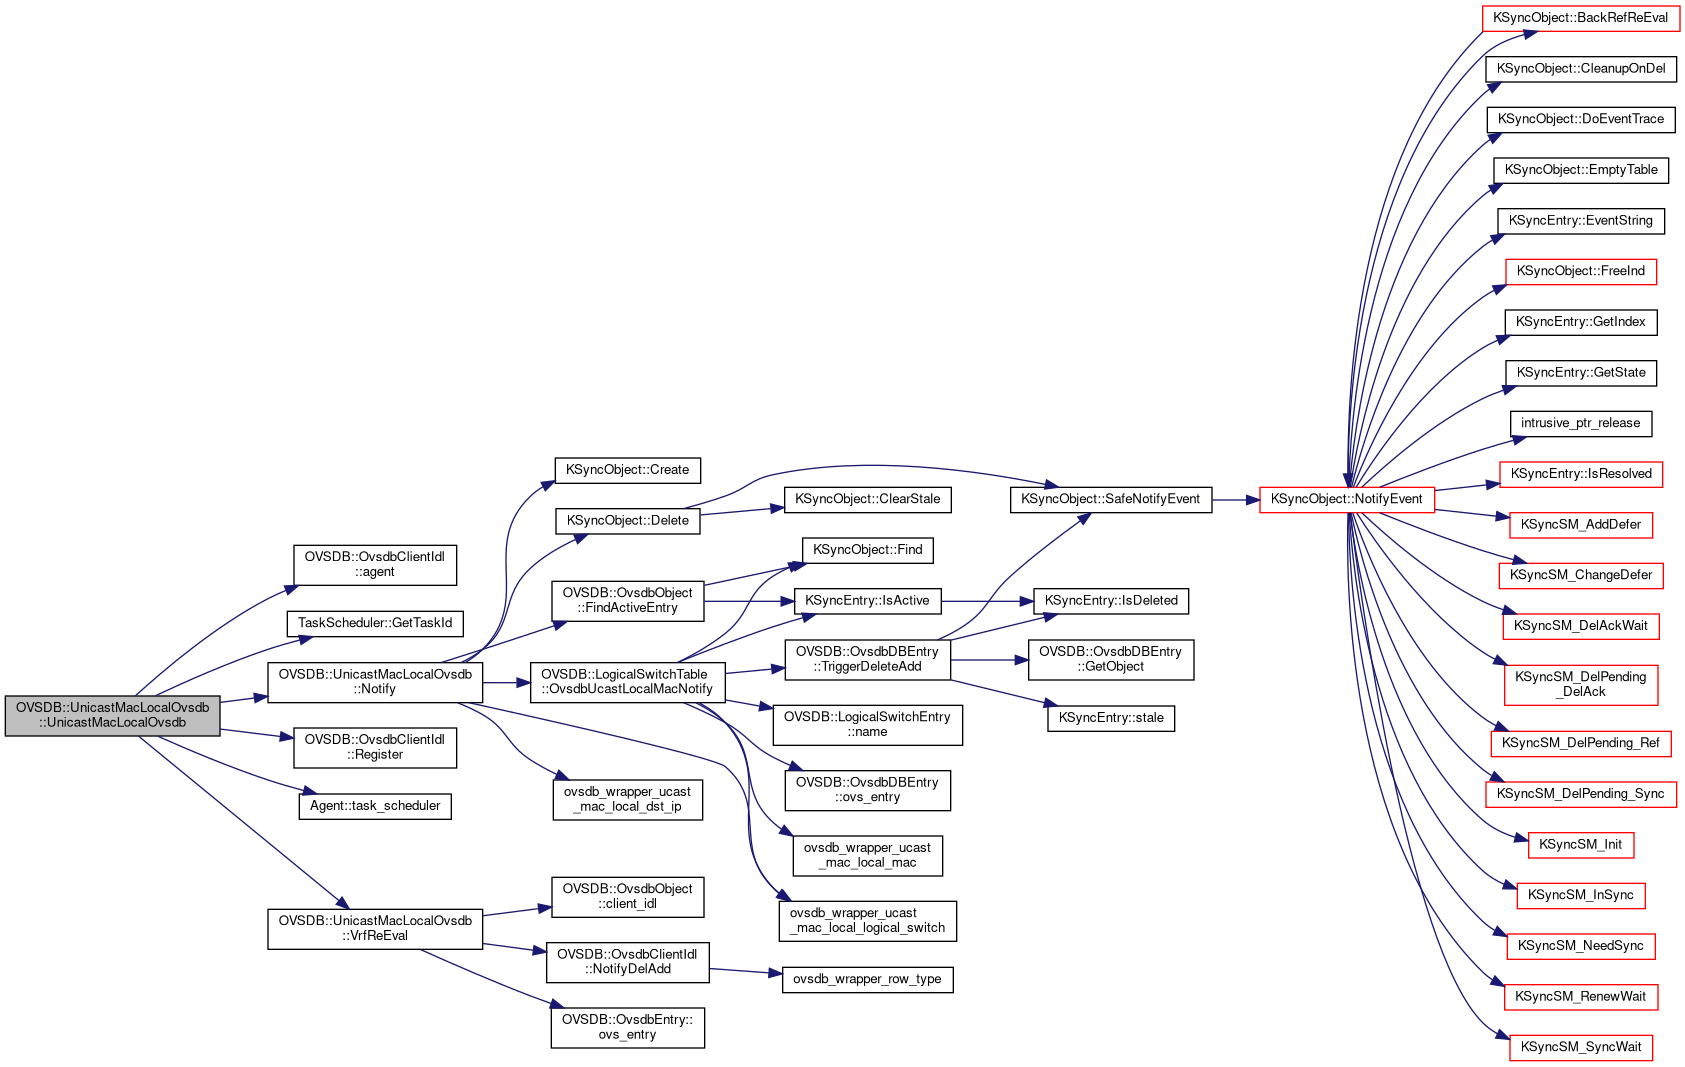 OVSDB::UnicastMacLocalOvsdb
::UnicastMacLocalOvsdb
OVSDB::OvsdbClientIdl
::agent
TaskScheduler::GetTaskId
OVSDB::UnicastMacLocalOvsdb
::Notify
OVSDB::OvsdbClientIdl
::Register
Agent::task_scheduler
OVSDB::UnicastMacLocalOvsdb
::VrfReEval
KSyncObject::Create
KSyncObject::Delete
OVSDB::OvsdbObject
::FindActiveEntry
OVSDB::LogicalSwitchTable
::OvsdbUcastLocalMacNotify
ovsdb_wrapper_ucast
_mac_local_dst_ip
OVSDB::OvsdbObject
::client_idl
OVSDB::OvsdbClientIdl
::NotifyDelAdd
OVSDB::OvsdbEntry::
ovs_entry
KSyncObject::ClearStale
KSyncObject::Find
KSyncEntry::IsActive
OVSDB::OvsdbDBEntry
::TriggerDeleteAdd
OVSDB::LogicalSwitchEntry
::name
OVSDB::OvsdbDBEntry
::ovs_entry
ovsdb_wrapper_ucast
_mac_local_mac
ovsdb_wrapper_ucast
_mac_local_logical_switch
ovsdb_wrapper_row_type
KSyncObject::SafeNotifyEvent
KSyncEntry::IsDeleted
OVSDB::OvsdbDBEntry
::GetObject
KSyncEntry::stale
KSyncObject::NotifyEvent
KSyncObject::BackRefReEval
KSyncObject::CleanupOnDel
KSyncObject::DoEventTrace
KSyncObject::EmptyTable
KSyncEntry::EventString
KSyncObject::FreeInd
KSyncEntry::GetIndex
KSyncEntry::GetState
intrusive_ptr_release
KSyncEntry::IsResolved
KSyncSM_AddDefer
KSyncSM_ChangeDefer
KSyncSM_DelAckWait
KSyncSM_DelPending
_DelAck
KSyncSM_DelPending_Ref
KSyncSM_DelPending_Sync
KSyncSM_Init
KSyncSM_InSync
KSyncSM_NeedSync
KSyncSM_RenewWait
KSyncSM_SyncWait